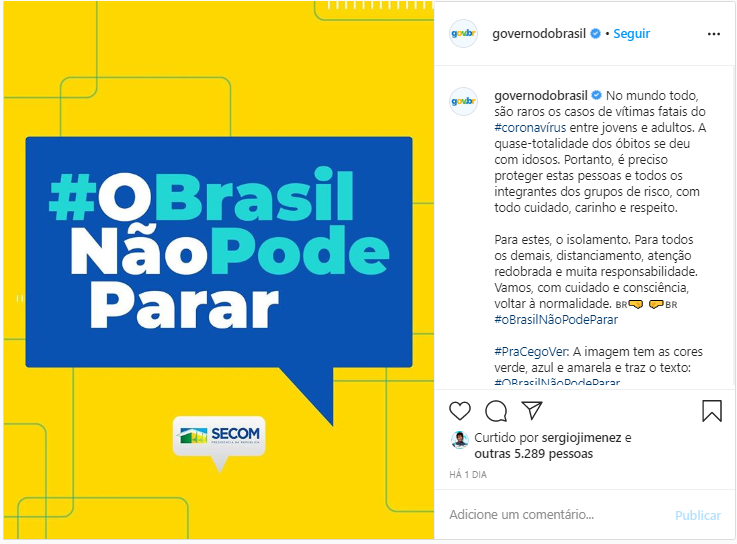 #OBrasil
NãoPode
Parar
SECOM
gov.br
governodobrasil • Seguir
gov.br
governodobrasil No mundo todo,
são raros os casos de vítimas fatais do
#coronavírus entre jovens e adultos. A
quase-totalidade dos óbitos se deu
com idosos. Portanto, é preciso
proteger estas pessoas e todos os
integrantes dos grupos de risco, com
todo cuidado, carinho e respeito.
Para estes, o isolamento. Para todos
os demais, distanciamento, atenção
redobrada e muita responsabilidade.
Vamos, com cuidado e consciência,
voltar à normalidade. BR🤜 🤛BR
#oBrasilNãoPodeParar
#PraCegoVer: A imagem tem as cores
verde, azul e amarela e traz o texto:
#OBrasilNãoPodeParar
Curtido por sergiojimenez e
outras 5.289 pessoas
HÁ 1 DIA
Adicione um comentário... Publicar